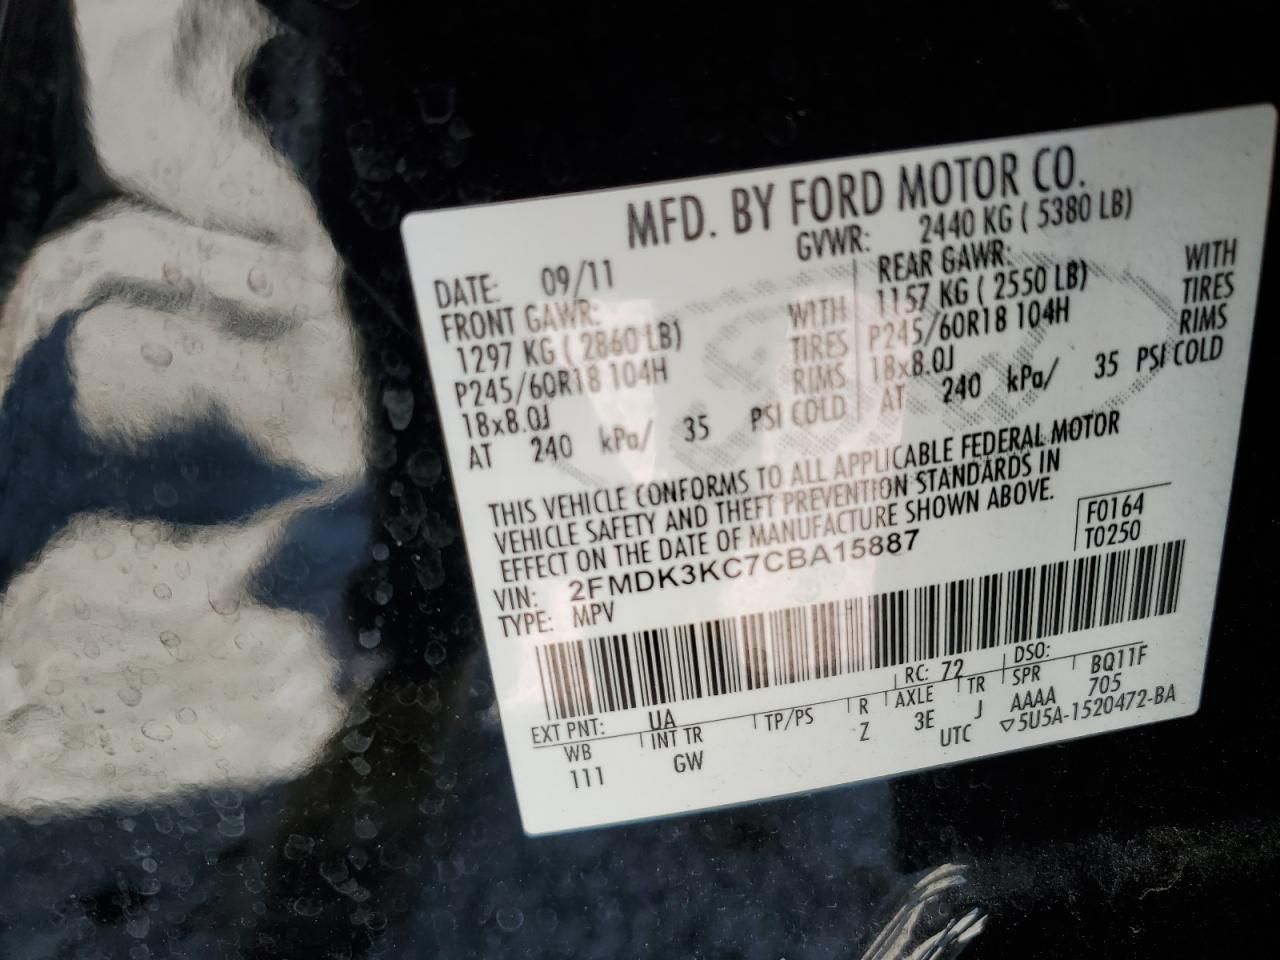 MFD. BY FORD MOTOR CO.
DATE: 09/11 GVWR: 2440 KG ( 5380 LB)
FRONT GAWR: REAR GAWR:
1297 KG ( 2860 LB) WITH 1157 KG ( 2550 LB) WITH
P245/60R18 104H TIRES P245/60R18 104H TIRES
18x8.0J RIMS 18x8.0J RIMS
AT 240 kPa/ 35 PSI COLD AT 240 kPa/ 35 PSI COLD
THIS VEHICLE CONFORMS TO ALL APPLICABLE FEDERAL MOTOR
VEHICLE SAFETY AND THEFT PREVENTION STANDARDS IN
EFFECT ON THE DATE OF MANUFACTURE SHOWN ABOVE.
VIN: 2FMDK3KC7CBA15887 F0164
TYPE: MPV T0250
EXT PNT: UA RC: 72 DSO:
WB INT TR TP/PS R AXLE TR SPR BQ11F
111 GW Z 3E J AAAA 705
UTC ▽5U5A-1520472-BA